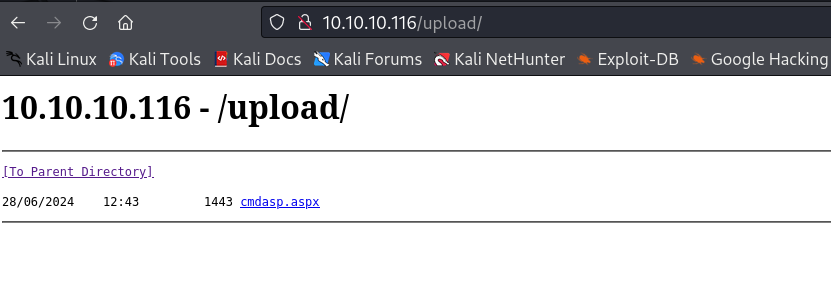 10.10.10.116/upload/
Kali Linux Kali Tools Kali Docs Kali Forums Kali NetHunter Exploit-DB Google Hacking
10.10.10.116 - /upload/
[To Parent Directory]
28/06/2024 12:43 1443 cmdasp.aspx